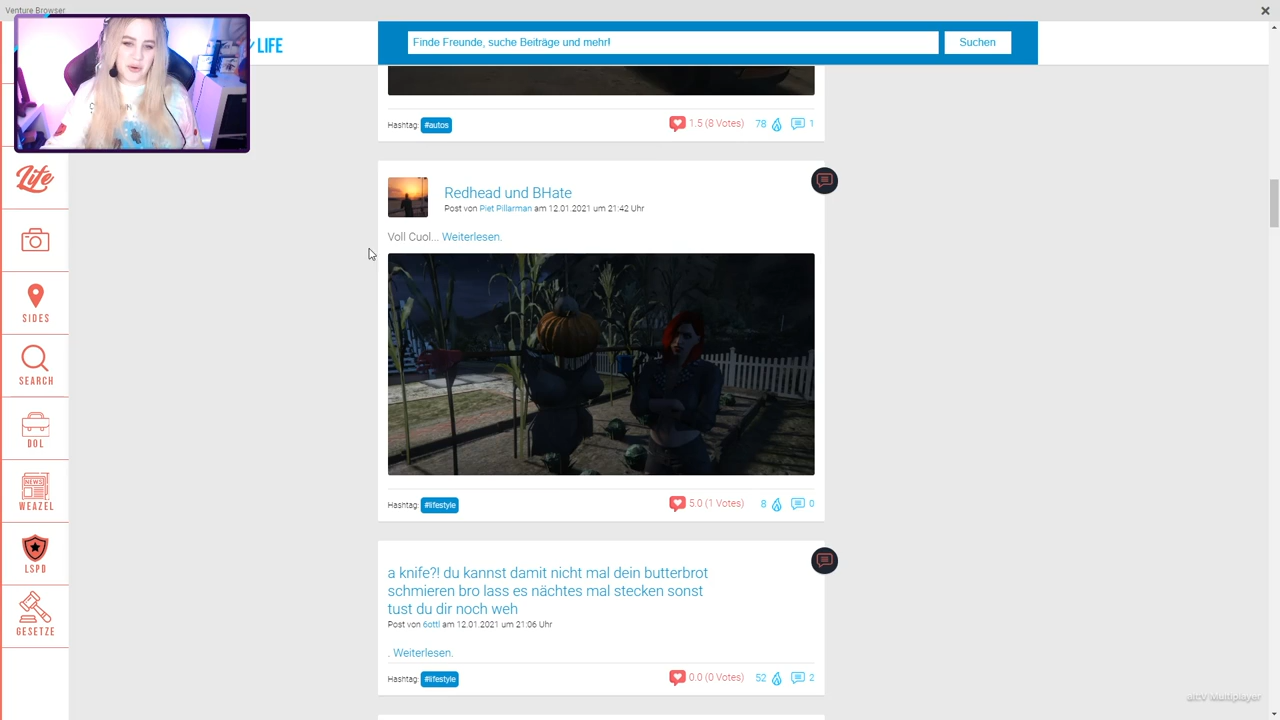 Venture Browser
LIFE
Finde Freunde, suche Beiträge und mehr!
Suchen
Hashtag: #autos
1.5 (8 Votes) 78 1
Life
Redhead und BHate
Post von Piet Pillarman am 12.01.2021 um 21:42 Uhr
Voll Cuol... Weiterlesen.
SIDES
SEARCH
DOL
NEWS
WEAZEL
LSPD
GESETZE
Hashtag: #lifestyle
5.0 (1 Votes) 8 0
a knife?! du kannst damit nicht mal dein butterbrot
schmieren bro lass es nächtes mal stecken sonst
tust du dir noch weh
Post von 6ottl am 12.01.2021 um 21:06 Uhr
. Weiterlesen.
Hashtag: #lifestyle
0.0 (0 Votes) 52 2
alt:V Multiplayer